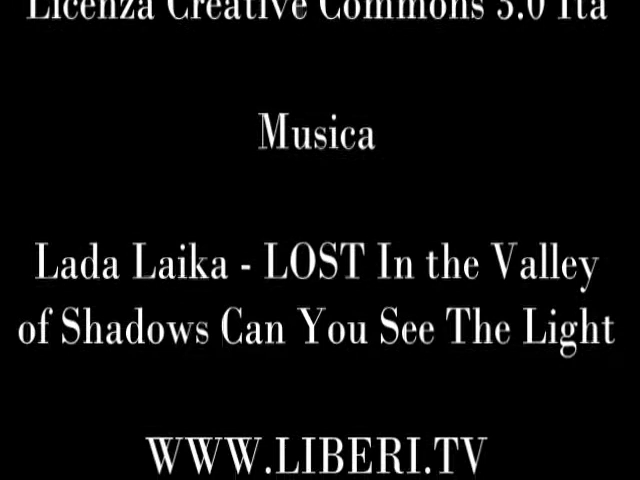 Licenza Creative Commons 3.0 Ita
Musica
Lada Laika - LOST In the Valley
of Shadows Can You See The Light
WWW.LIBERI.TV